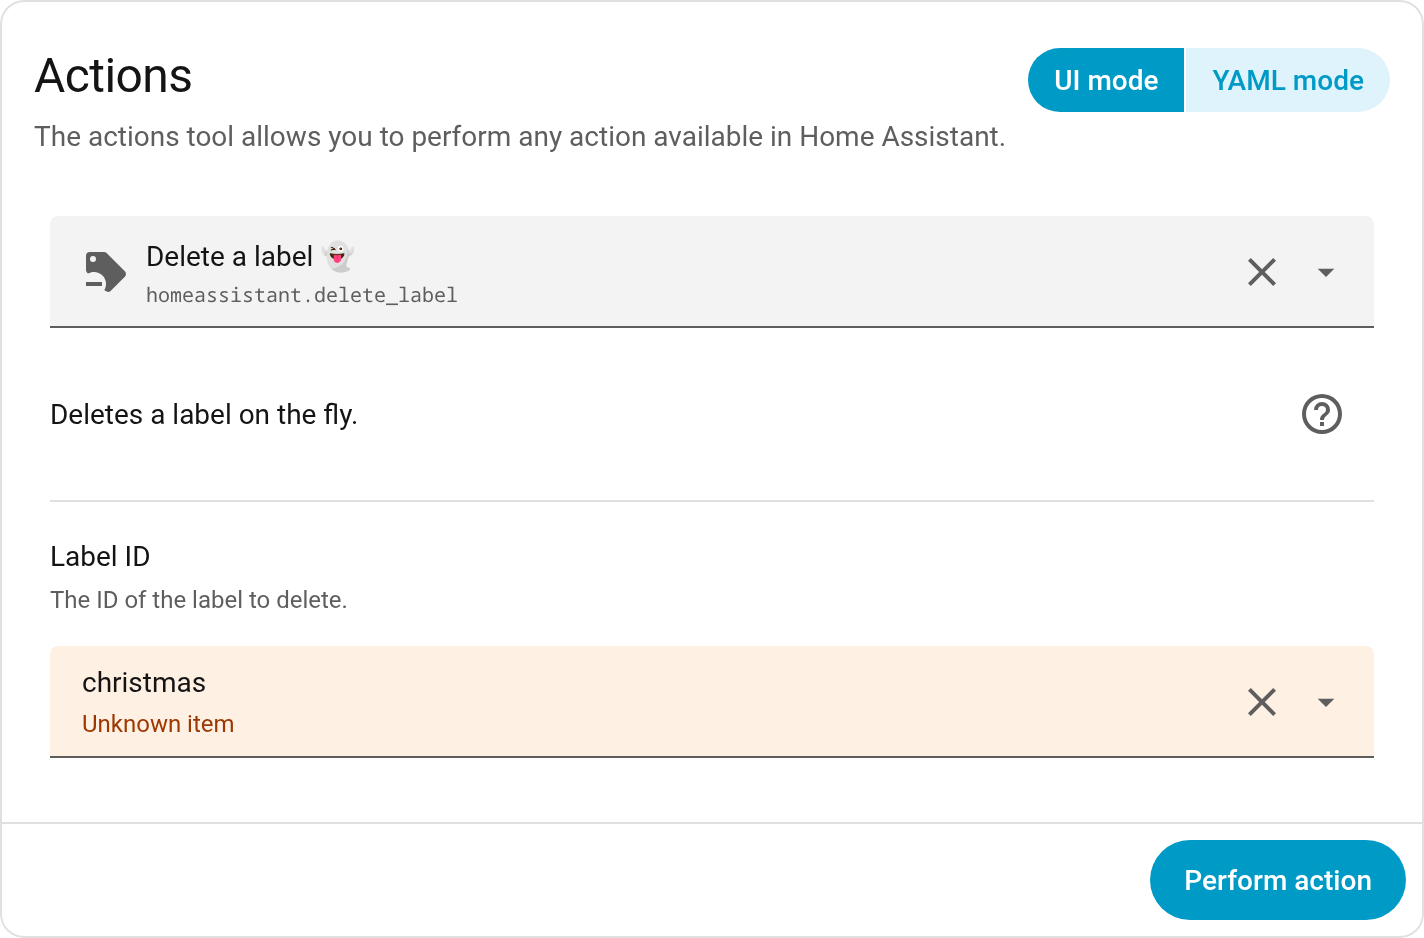 Actions
UI mode
YAML mode
The actions tool allows you to perform any action available in Home Assistant.
Delete a label 👻
homeassistant.delete_label
Deletes a label on the fly.
Label ID
The ID of the label to delete.
christmas
Unknown item
Perform action